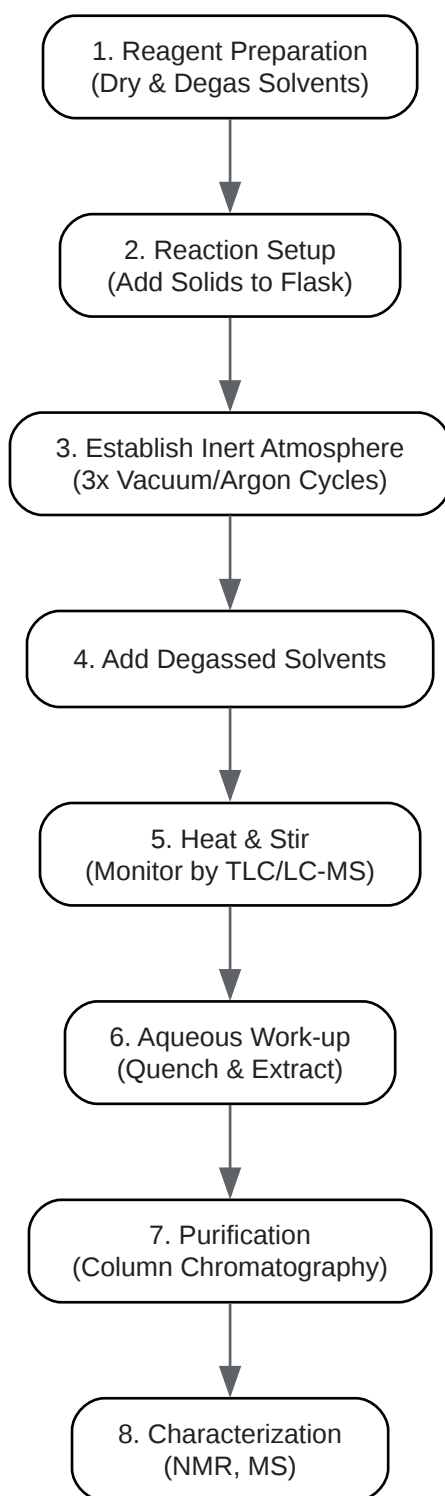 1. Reagent Preparation
(Dry & Degas Solvents)
2. Reaction Setup
(Add Solids to Flask)
3. Establish Inert Atmosphere
(3x Vacuum/Argon Cycles)
4. Add Degassed Solvents
5. Heat & Stir
(Monitor by TLC/LC-MS)
6. Aqueous Work-up
(Quench & Extract)
7. Purification
(Column Chromatography)
8. Characterization
(NMR, MS)